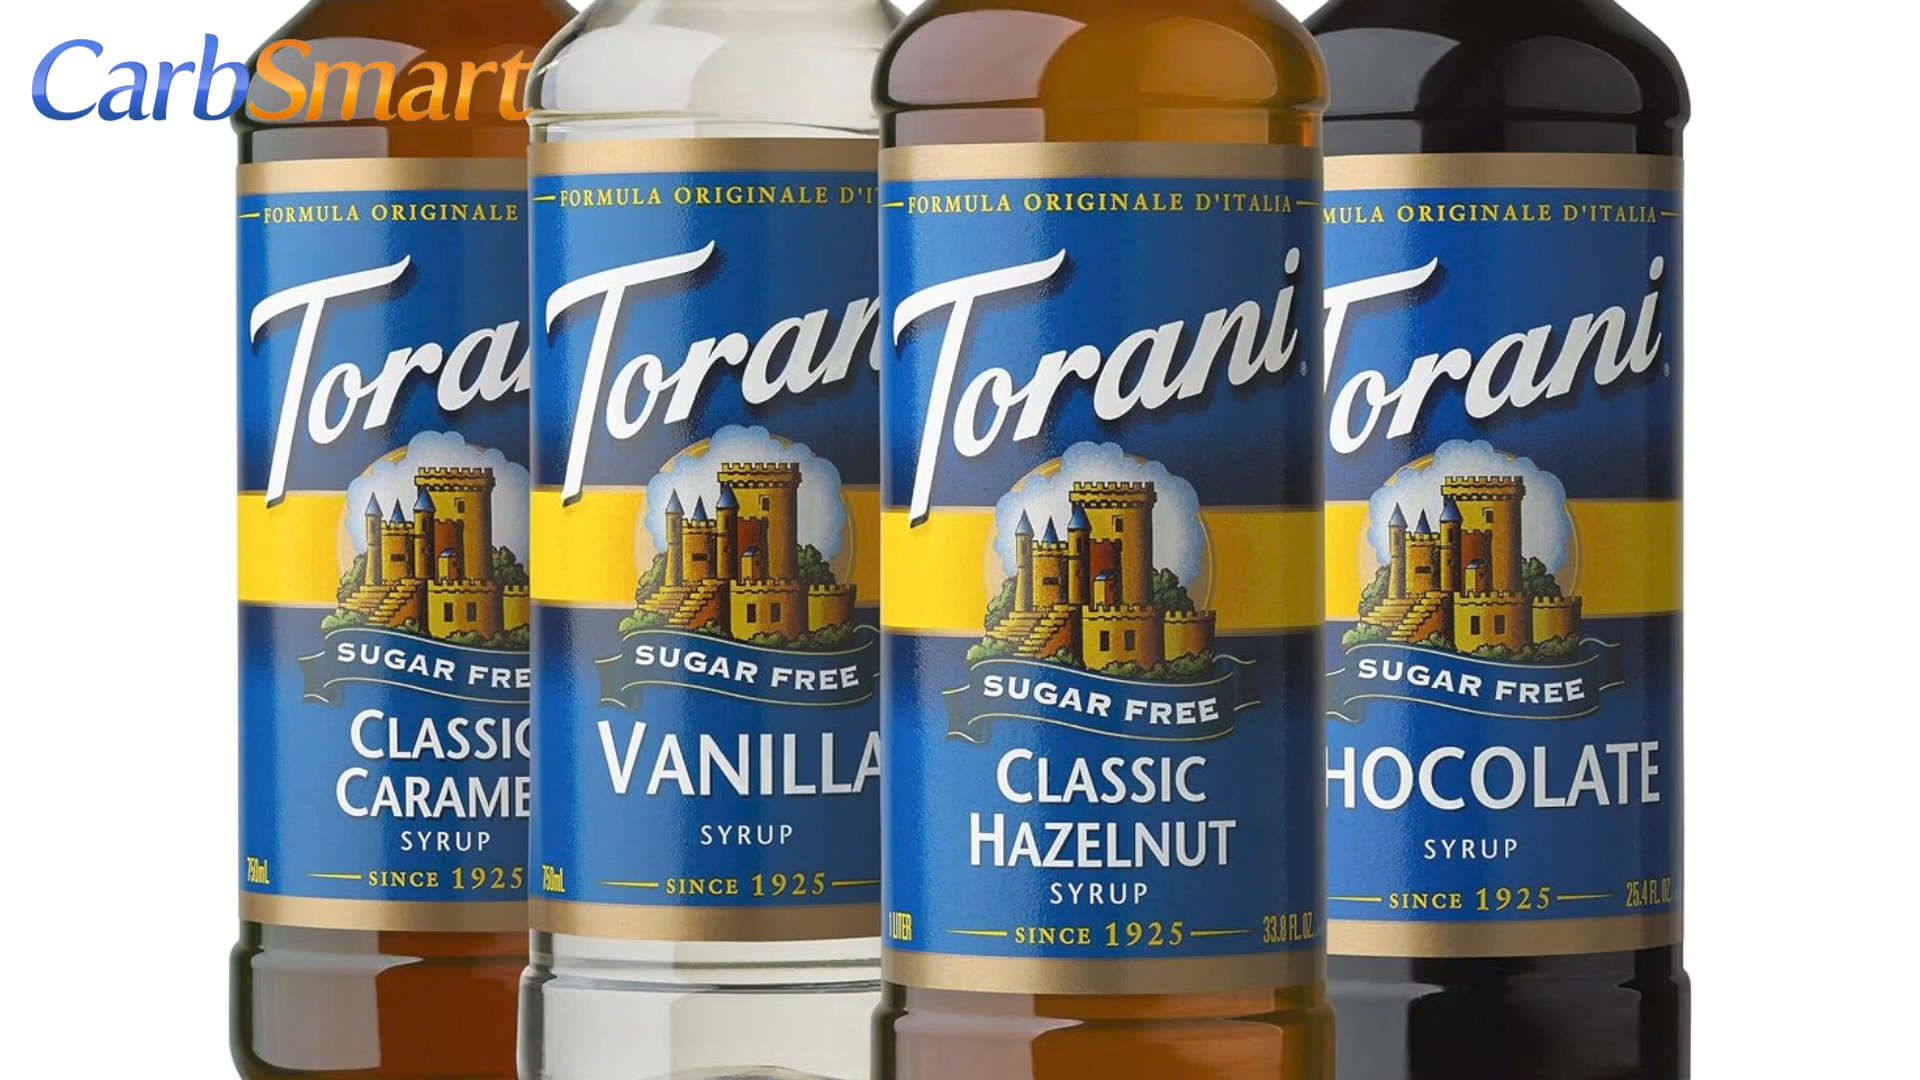 CarbSmart
FORMULA ORIGINALE
Tora
SUGAR FRE
CLASSIC
CARAME
SYRUP
750mL
SINCE 1925
FORMULA ORIGINALE D'IT
Toran
SUGAR FREE
VANILLA
SYRUP
750mL
SINCE 1925
FORMULA ORIGINALE D'ITALIA
Torani
SUGAR FREE
CLASSIC
HAZELNUT
SYRUP
1 LITER
SINCE 1925
33.8 FL. OZ.
MULA ORIGINALE D'ITALIA
Torani
SUGAR FREE
HOCOLATE
SYRUP
SINCE 1925
25.4 FL. OZ.